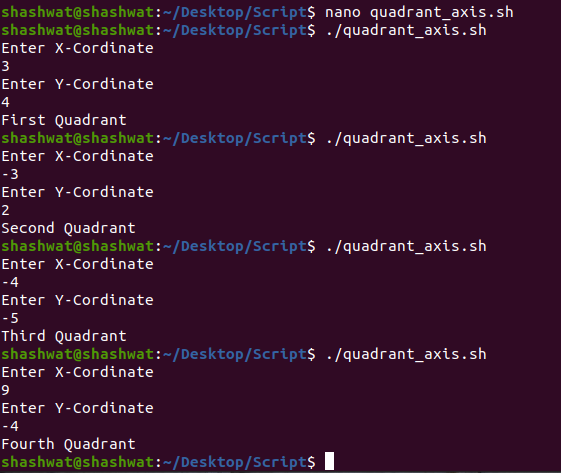 shashwat@shashwat:~/Desktop/Script$ nano quadrant_axis.sh
shashwat@shashwat:~/Desktop/Script$ ./quadrant_axis.sh
Enter X-Cordinate
3
Enter Y-Cordinate
4
First Quadrant
shashwat@shashwat:~/Desktop/Script$ ./quadrant_axis.sh
Enter X-Cordinate
-3
Enter Y-Cordinate
2
Second Quadrant
shashwat@shashwat:~/Desktop/Script$ ./quadrant_axis.sh
Enter X-Cordinate
-4
Enter Y-Cordinate
-5
Third Quadrant
shashwat@shashwat:~/Desktop/Script$ ./quadrant_axis.sh
Enter X-Cordinate
9
Enter Y-Cordinate
-4
Fourth Quadrant
shashwat@shashwat:~/Desktop/Script$